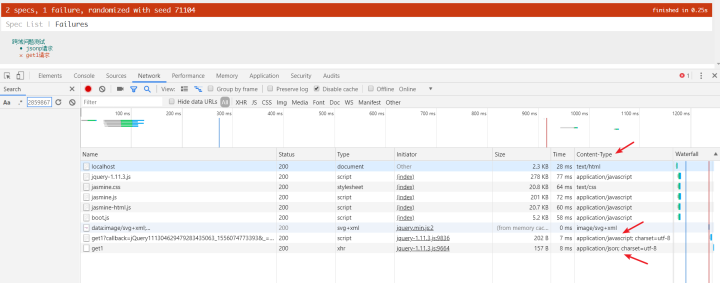 2 specs, 1 failure, randomized with seed 71104 finished in 0.25s
Spec List | Failures
跨域问题测试
jsonp请求
get1请求
Elements Console Sources Network Performance Memory Application Security Audits 1
Search
Aa .* 2859867
View: Group by frame Preserve log Disable cache Offline Online
Filter Hide data URLs All XHR JS CSS Img Media Font Doc WS Manifest Other
100 ms 200 ms 300 ms 400 ms 500 ms 600 ms 700 ms 800 ms 900 ms 1000 ms 1100 ms 1200 ms
Name Status Type Initiator Size Time Content-Type Waterfall
localhost 200 document Other 2.3 KB 28 ms text/html
jquery-1.11.3.js 200 script (index) 278 KB 77 ms application/javascript
jasmine.css 200 stylesheet (index) 20.8 KB 64 ms text/css
jasmine.js 200 script (index) 201 KB 72 ms application/javascript
jasmine-html.js 200 script (index) 20.7 KB 60 ms application/javascript
boot.js 200 script (index) 5.2 KB 58 ms application/javascript
data:image/svg+xml;... 200 svg+xml jquery.min.js:2 (from memory cac... 0 ms image/svg+xml
get1?callback=jQuery111304629479283435063_1556074773393&_=... 200 script jquery-1.11.3.js:9836 202 B 7 ms application/javascript; charset=utf-8
get1 200 xhr jquery-1.11.3.js:9664 157 B 8 ms application/json; charset=utf-8